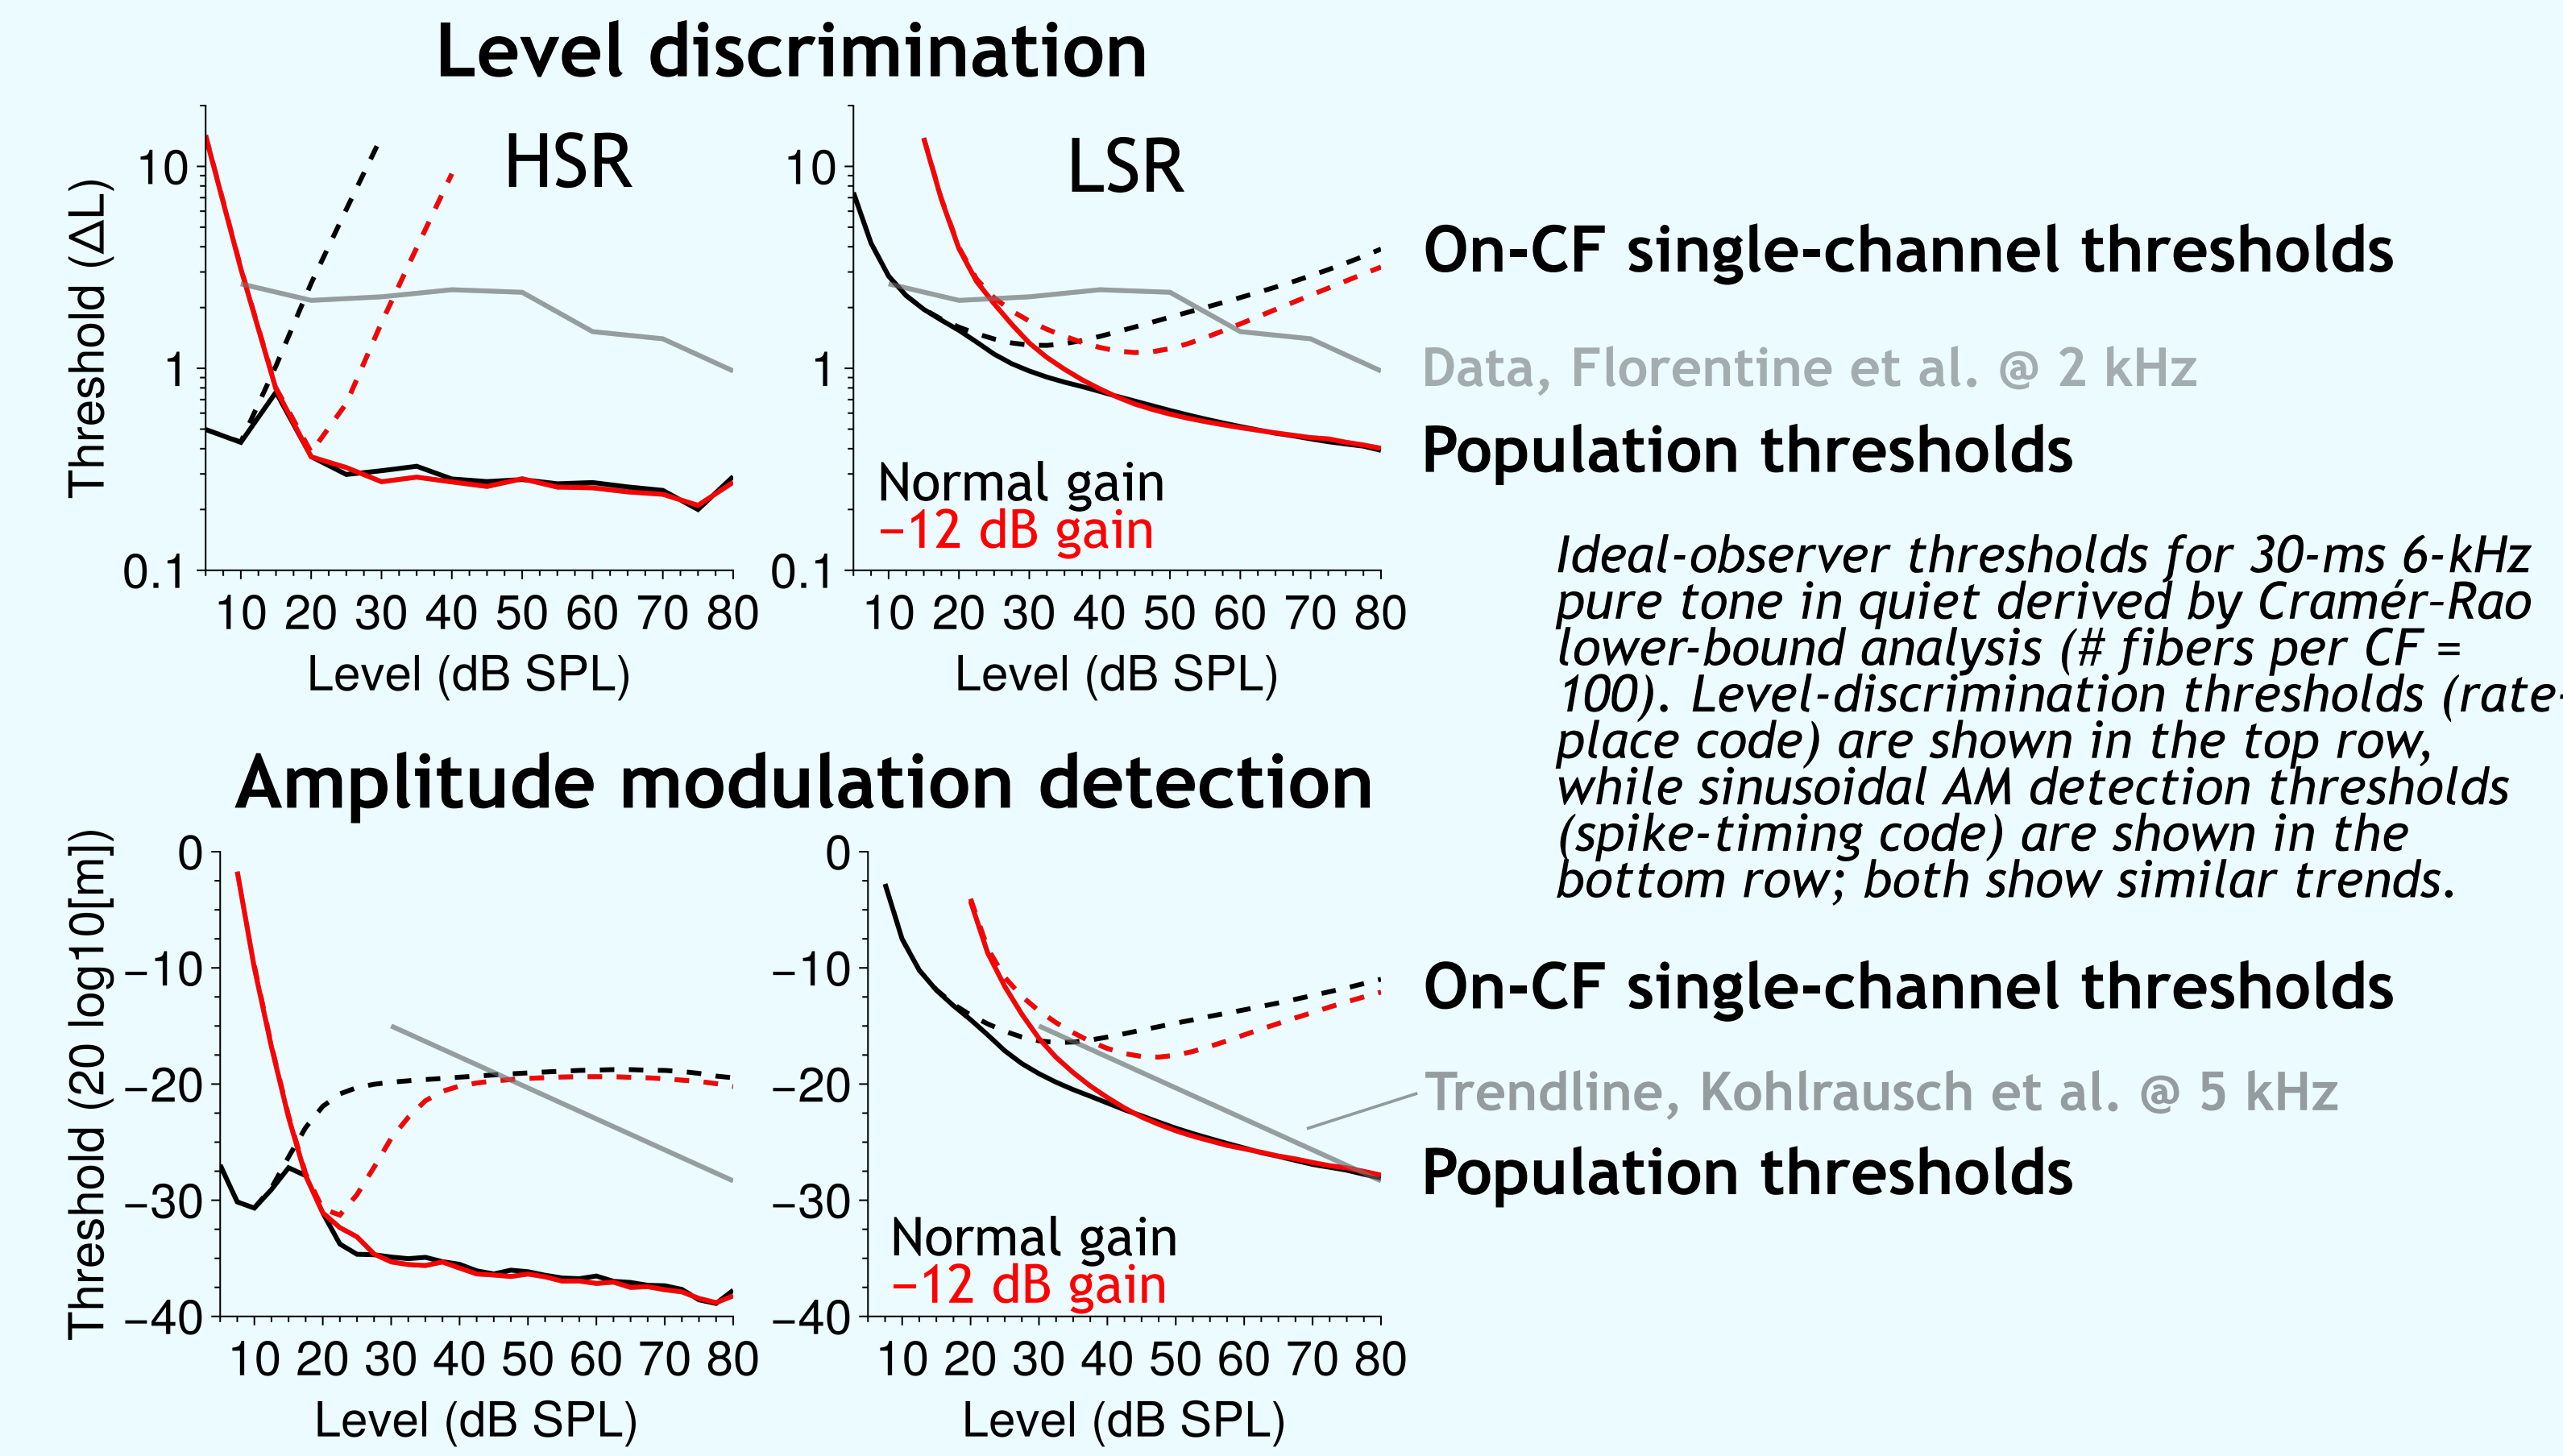 Level discrimination
HSR
LSR
Threshold (ΔL)
10
1
0.1
10 20 30 40 50 60 70 80
Level (dB SPL)
10
1
0.1
Normal gain
−12 dB gain
10 20 30 40 50 60 70 80
Level (dB SPL)
On-CF single-channel thresholds
Data, Florentine et al. @ 2 kHz
Population thresholds
Ideal-observer thresholds for 30-ms 6-kHz
pure tone in quiet derived by Cramér–Rao
lower-bound analysis (# fibers per CF =
100). Level-discrimination thresholds (rate-
place code) are shown in the top row,
while sinusoidal AM detection thresholds
(spike-timing code) are shown in the
bottom row; both show similar trends.
Amplitude modulation detection
Threshold (20 log10[m])
0
−10
−20
−30
−40
10 20 30 40 50 60 70 80
Level (dB SPL)
0
−10
−20
−30
−40
Normal gain
−12 dB gain
10 20 30 40 50 60 70 80
Level (dB SPL)
On-CF single-channel thresholds
Trendline, Kohlrausch et al. @ 5 kHz
Population thresholds